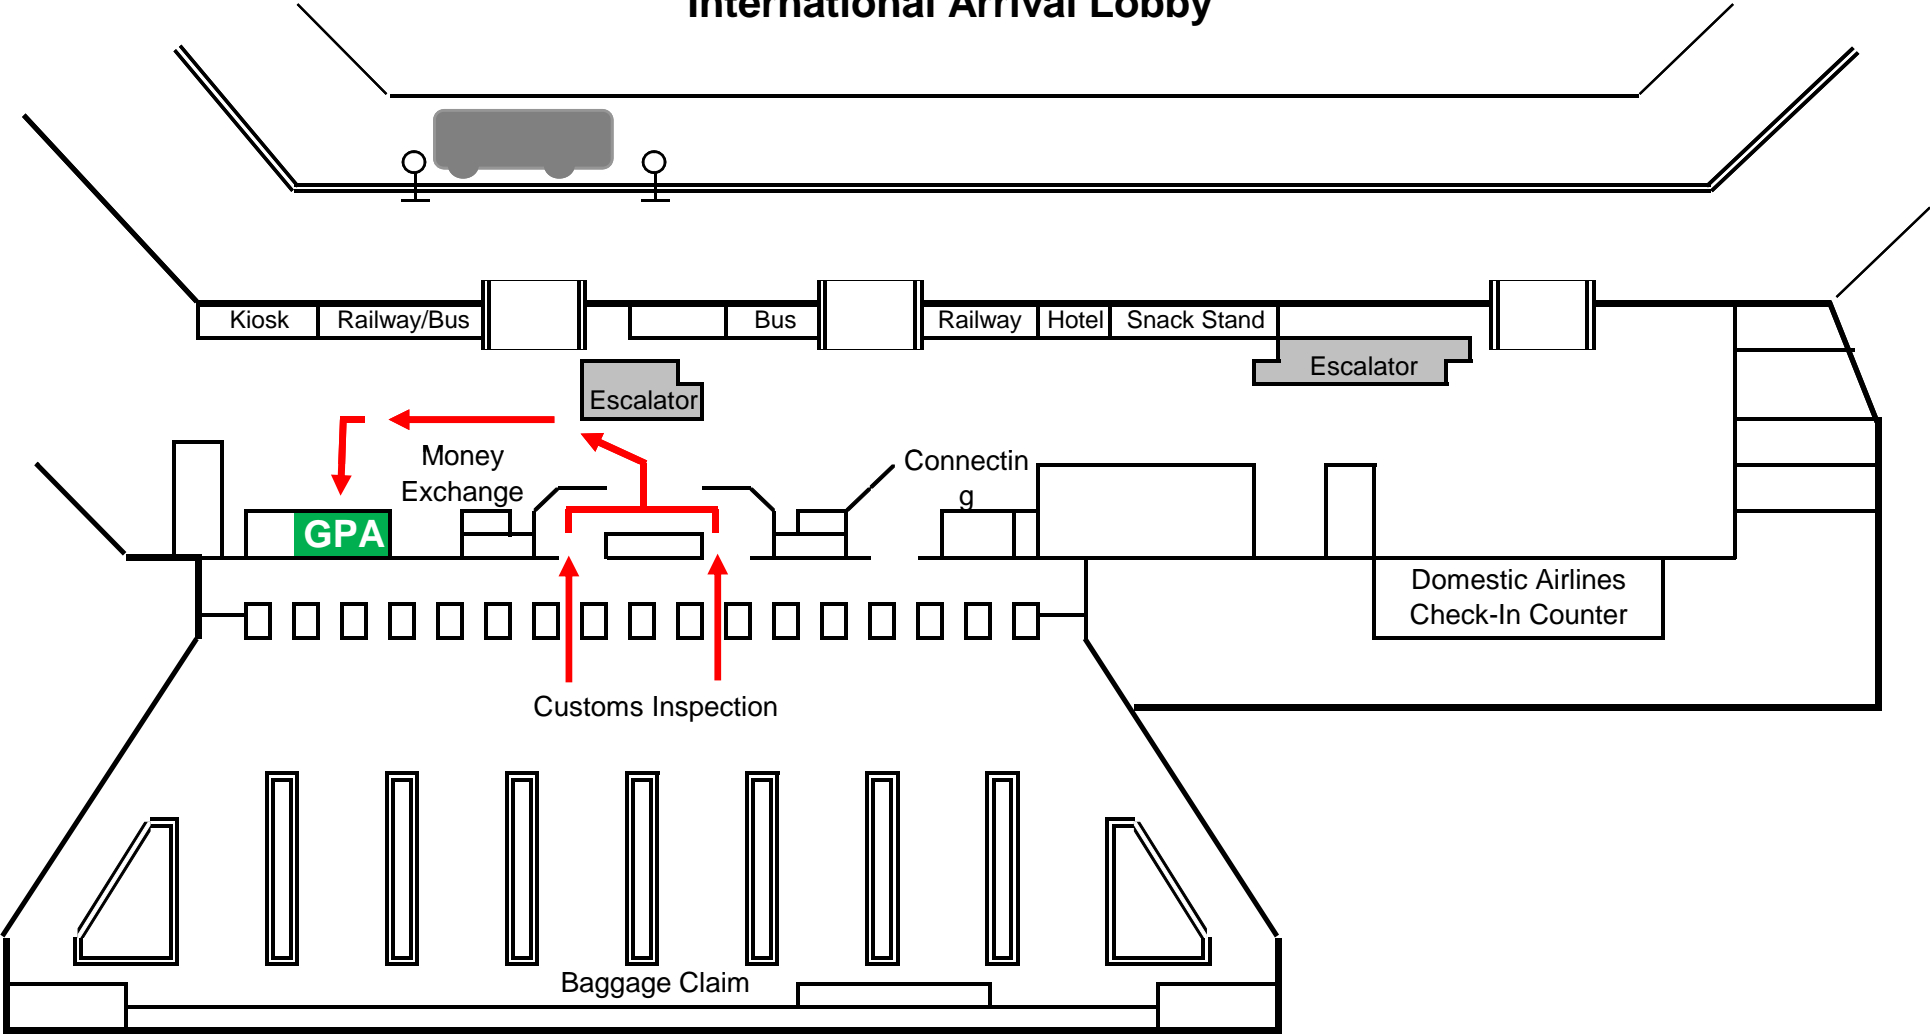 International Arrival Lobby
Kiosk
Railway/Bus
Bus
Railway
Hotel
Snack Stand
Escalator
Escalator
Money
Exchange
Connectin
g
GPA
Domestic Airlines
Check-In Counter
Customs Inspection
Baggage Claim